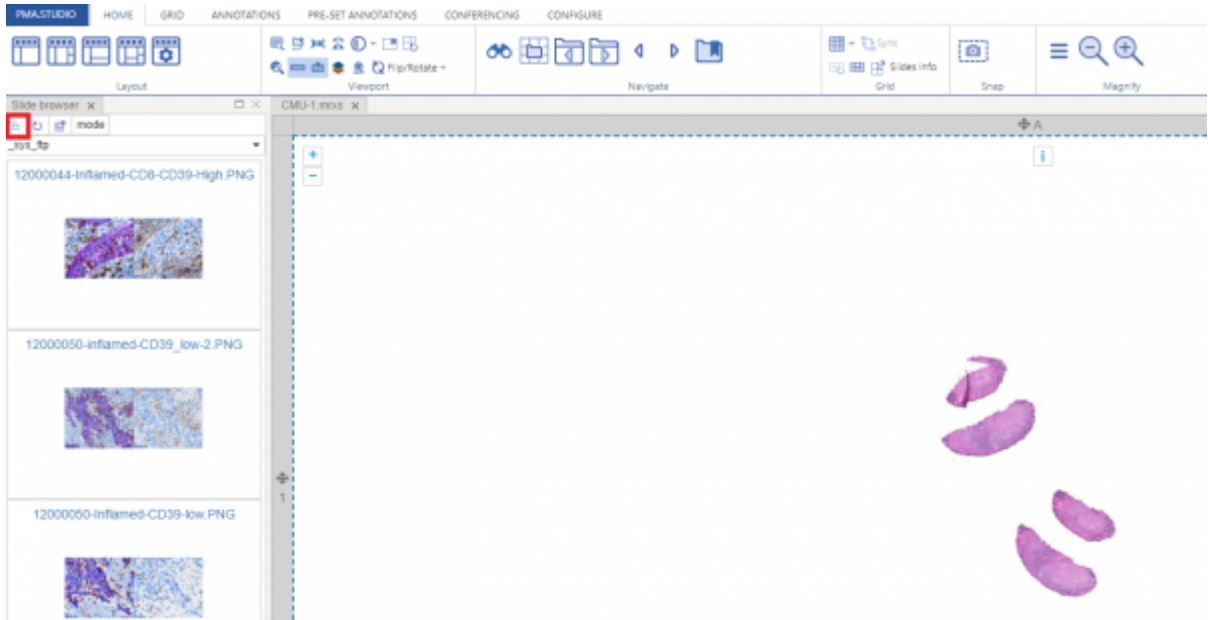 PMA.STUDIO HOME GRID ANNOTATIONS PRE-SET ANNOTATIONS CONFERENCING CONFIGURE
Flip/Rotate
Sync
Slides info
Layout Viewport Navigate Grid Snap Magnify
Slide browser x CMU-1.mrxs x
mode
_sys_ftp
A
12000044-Inflamed-CD8-CD39-High.PNG
12000050-inflamed-CD39_low-2.PNG
1
12000050-Inflamed-CD39-low.PNG